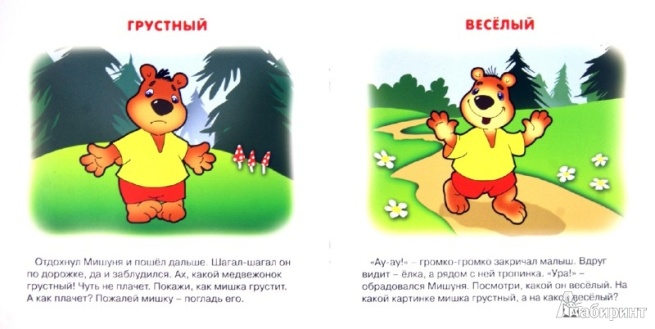 ГРУСТНЫЙ
Отдохнул Мишуня и пошёл дальше. Шагал-шагал он
по дорожке, да и заблудился. Ах, какой медвежонок
грустный! Чуть не плачет. Покажи, как мишка грустит.
А как плачет? Пожалей мишку – погладь его.
ВЕСЁЛЫЙ
«Ау-ау!» – громко-громко закричал малыш. Вдруг
видит – ёлка, а рядом с ней тропинка. «Ура!» –
обрадовался Мишуня. Посмотри, какой он весёлый. На
какой картинке мишка грустный, а на какой весёлый?
Лабиринт